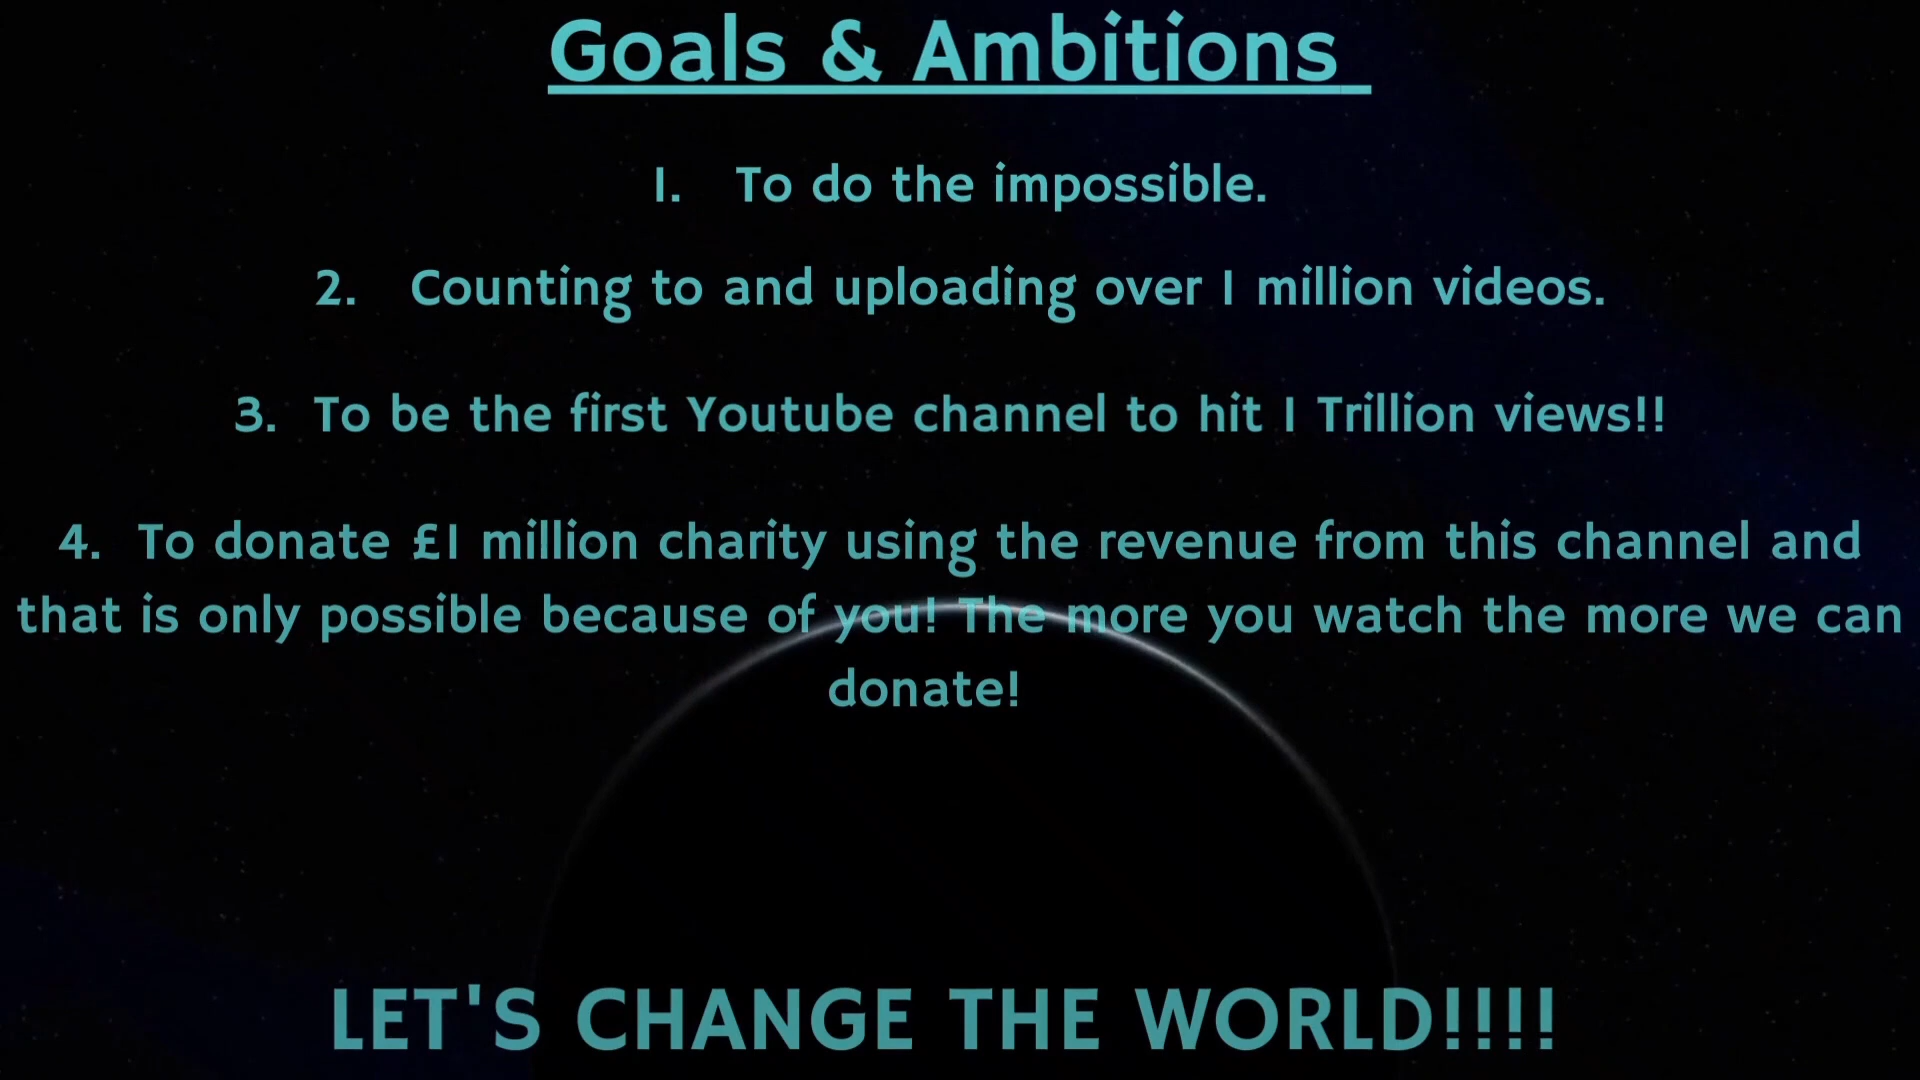 Goals & Ambitions
1. To do the impossible.
2. Counting to and uploading over 1 million videos.
3. To be the first Youtube channel to hit 1 Trillion views!!
4. To donate £1 million charity using the revenue from this channel and
that is only possible because of you! The more you watch the more we can
donate!
LET'S CHANGE THE WORLD!!!!